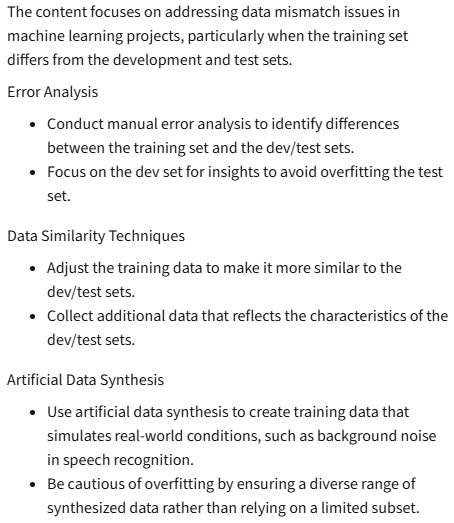 The content focuses on addressing data mismatch issues in
machine learning projects, particularly when the training set
differs from the development and test sets.
Error Analysis
• Conduct manual error analysis to identify differences
between the training set and the dev/test sets.
• Focus on the dev set for insights to avoid overfitting the test
set.
Data Similarity Techniques
• Adjust the training data to make it more similar to the
dev/test sets.
• Collect additional data that reflects the characteristics of the
dev/test sets.
Artificial Data Synthesis
• Use artificial data synthesis to create training data that
simulates real-world conditions, such as background noise
in speech recognition.
• Be cautious of overfitting by ensuring a diverse range of
synthesized data rather than relying on a limited subset.